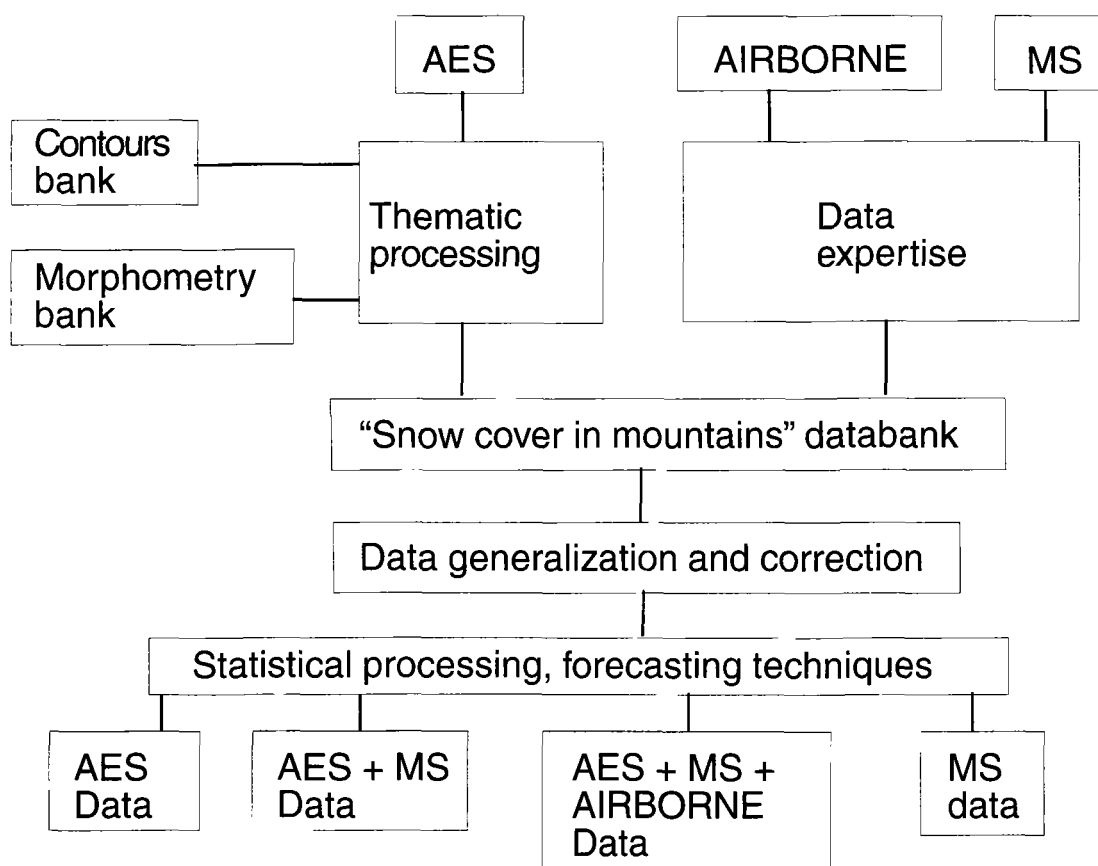 AES
AIRBORNE
MS
Contours
bank
Thematic
processing
Data
expertise
Morphometry
bank
“Snow cover in mountains” databank
Data generalization and correction
Statistical processing, forecasting techniques
AES
Data
AES + MS
Data
AES + MS +
AIRBORNE
Data
MS
data